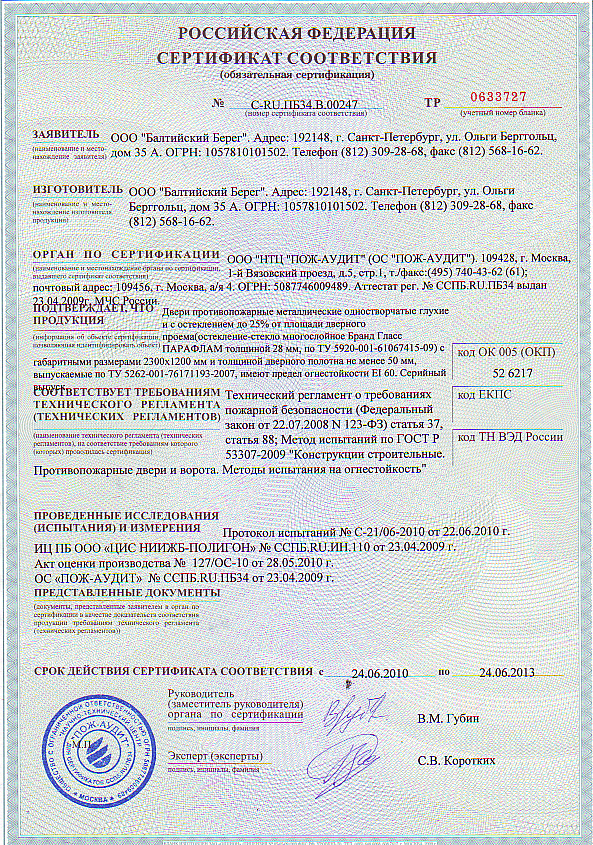 РОССИЙСКАЯ ФЕДЕРАЦИЯ
СЕРТИФИКАТ СООТВЕТСТВИЯ
(обязательная сертификация)
№ C-RU.ПБ34.В.00247
(номер сертификата соответствия)
ТР 0633727
(учетный номер бланка)
ЗАЯВИТЕЛЬ ООО "Балтийский Берег". Адрес: 192148, г. Санкт-Петербург, ул. Ольги Берггольц,
(наименование и место-
нахождение заявителя)
дом 35 А. ОГРН: 1057810101502. Телефон (812) 309-28-68, факс (812) 568-16-62.
ИЗГОТОВИТЕЛЬ ООО "Балтийский Берег". Адрес: 192148, г. Санкт-Петербург, ул. Ольги
(наименование и место-
нахождение изготовителя
продукции)
Берггольц, дом 35 А. ОГРН: 1057810101502. Телефон (812) 309-28-68, факс
(812) 568-16-62.
ОРГАН ПО СЕРТИФИКАЦИИ ООО "НТЦ "ПОЖ-АУДИТ" (ОС "ПОЖ-АУДИТ"). 109428, г. Москва,
(наименование и местонахождение органа по сертификации,
выдавшего сертификат соответствия)
1-й Вязовский проезд, д.5, стр.1, т./факс:(495) 740-43-62 (61);
почтовый адрес: 109456, г. Москва, а/я 4. ОГРН: 5087746009489. Аттестат рег. № ССПБ.RU.ПБ34 выдан
23.04.2009г. МЧС России.
ПОДТВЕРЖДАЕТ, ЧТО
ПРОДУКЦИЯ
(информация об объекте сертификации,
позволяющая идентифицировать объект)
Двери противопожарные металлические одностворчатые глухие
и с остеклением до 25% от площади дверного
проема(остекление-стекло многослойное Бранд Гласс
ПАРАФЛАМ толщиной 28 мм, по ТУ 5920-001-61067415-09) с
габаритными размерами 2300х1200 мм и толщиной дверного полотна не менее 50 мм,
выпускаемые по ТУ 5262-001-76171193-2007, имеют предел огнестойкости EI 60. Серийный
выпуск.
код ОК 005 (ОКП)
52 6217
код ЕКПС
код ТН ВЭД России
СООТВЕТСТВУЕТ ТРЕБОВАНИЯМ
ТЕХНИЧЕСКОГО РЕГЛАМЕНТА
(ТЕХНИЧЕСКИХ РЕГЛАМЕНТОВ)
(наименование технического регламента (технических
регламентов), на соответствие требованиям которого
(которых) проводилась сертификация)
Технический регламент о требованиях
пожарной безопасности (Федеральный
закон от 22.07.2008 N 123-ФЗ) статья 37,
статья 88; Метод испытаний по ГОСТ Р
53307-2009 "Конструкции строительные.
Противопожарные двери и ворота. Методы испытания на огнестойкость"
ПРОВЕДЕННЫЕ ИССЛЕДОВАНИЯ
(ИСПЫТАНИЯ) И ИЗМЕРЕНИЯ Протокол испытаний № С-21/06-2010 от 22.06.2010 г.
ИЦ ПБ ООО «ЦИС НИИЖБ-ПОЛИГОН» № ССПБ.RU.ИН.110 от 23.04.2009 г.
Акт оценки производства № 127/ОС-10 от 28.05.2010 г.
ОС «ПОЖ-АУДИТ» № ССПБ.RU.ПБ34 от 23.04.2009 г.
ПРЕДСТАВЛЕННЫЕ ДОКУМЕНТЫ
(документы, представленные заявителем в орган по
сертификации в качестве доказательств соответствия
продукции требованиям технического регламента
(технических регламентов))
СРОК ДЕЙСТВИЯ СЕРТИФИКАТА СООТВЕТСТВИЯ с 24.06.2010 по 24.06.2013
Руководитель
(заместитель руководителя)
органа по сертификации
подпись, инициалы, фамилия
В.М. Губин
Эксперт (эксперты)
подпись, инициалы, фамилия
С.В. Коротких
М.П.
ОБЩЕСТВО С ОГРАНИЧЕННОЙ ОТВЕТСТВЕННОСТЬЮ
НАУЧНО-ТЕХНИЧЕСКИЙ ЦЕНТР
"ПОЖ-АУДИТ"
* МОСКВА *